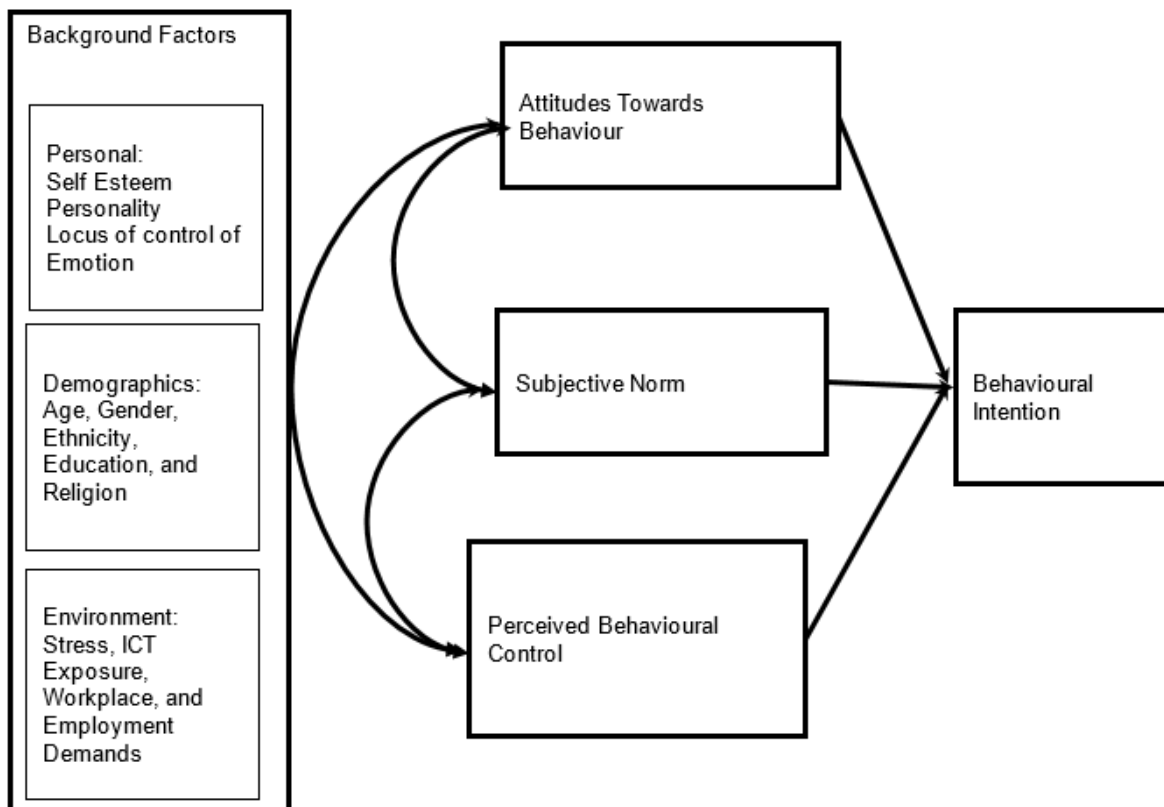 Background Factors
Personal:
Self Esteem
Personality
Locus of control of
Emotion
Demographics:
Age, Gender,
Ethnicity,
Education, and
Religion
Environment:
Stress, ICT
Exposure,
Workplace, and
Employment
Demands
Attitudes Towards
Behaviour
Subjective Norm
Perceived Behavioural
Control
Behavioural
Intention